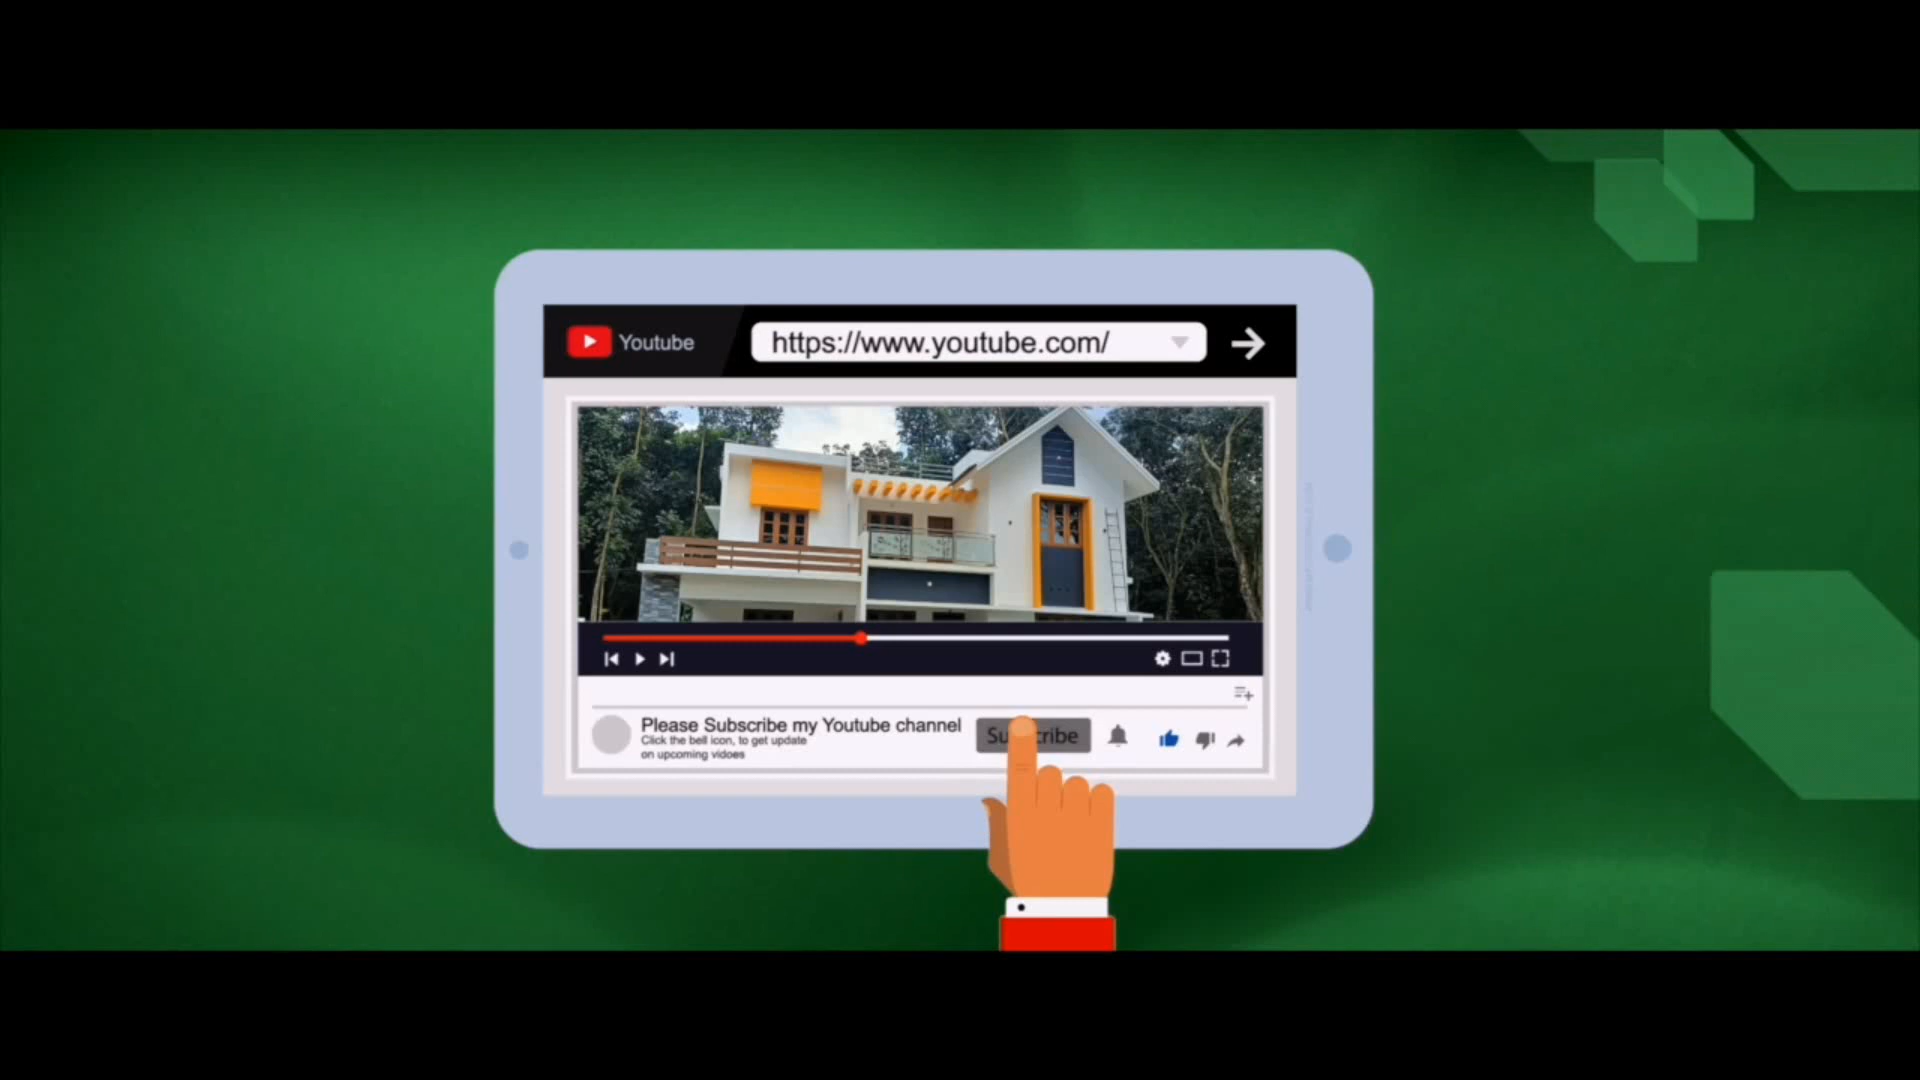 Youtube
https://www.youtube.com/
Please Subscribe my Youtube channel
Click the bell icon, to get update
on upcoming vidoes